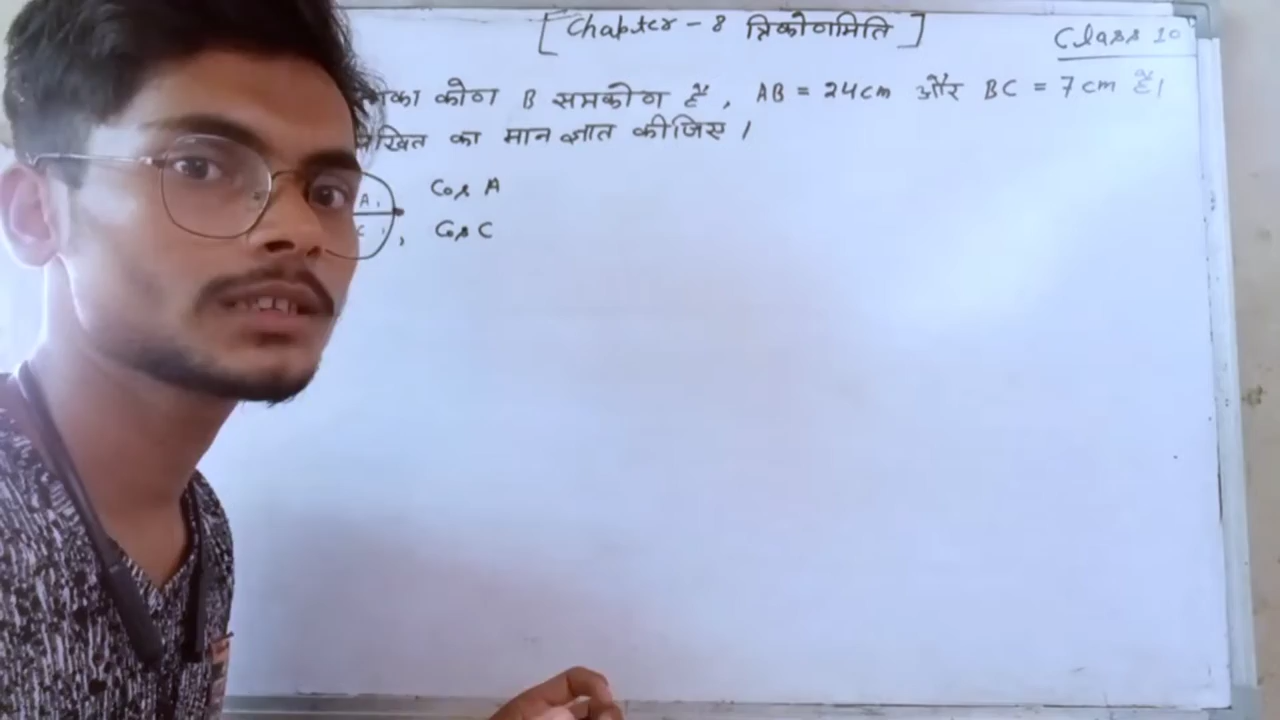 [ Chapter - 8 त्रिकोणमिति ]
Class 10
कोण B समकोण है, AB = 24cm और BC = 7cm है।
का मान ज्ञात कीजिए।
A, Cos A
C, Cos C